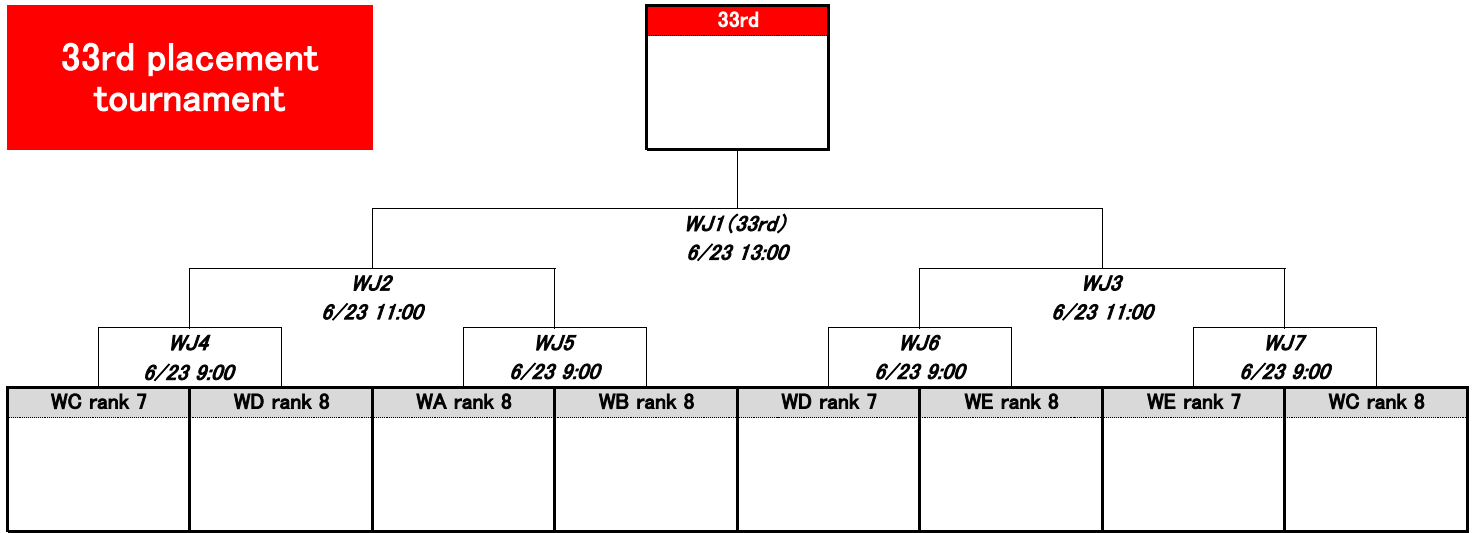 33rd placement
tournament
33rd
WJ1(33rd)
6/23 13:00
WJ2
6/23 11:00
WJ3
6/23 11:00
WJ4
6/23 9:00
WJ5
6/23 9:00
WJ6
6/23 9:00
WJ7
6/23 9:00
WC rank 7
WD rank 8
WA rank 8
WB rank 8
WD rank 7
WE rank 8
WE rank 7
WC rank 8